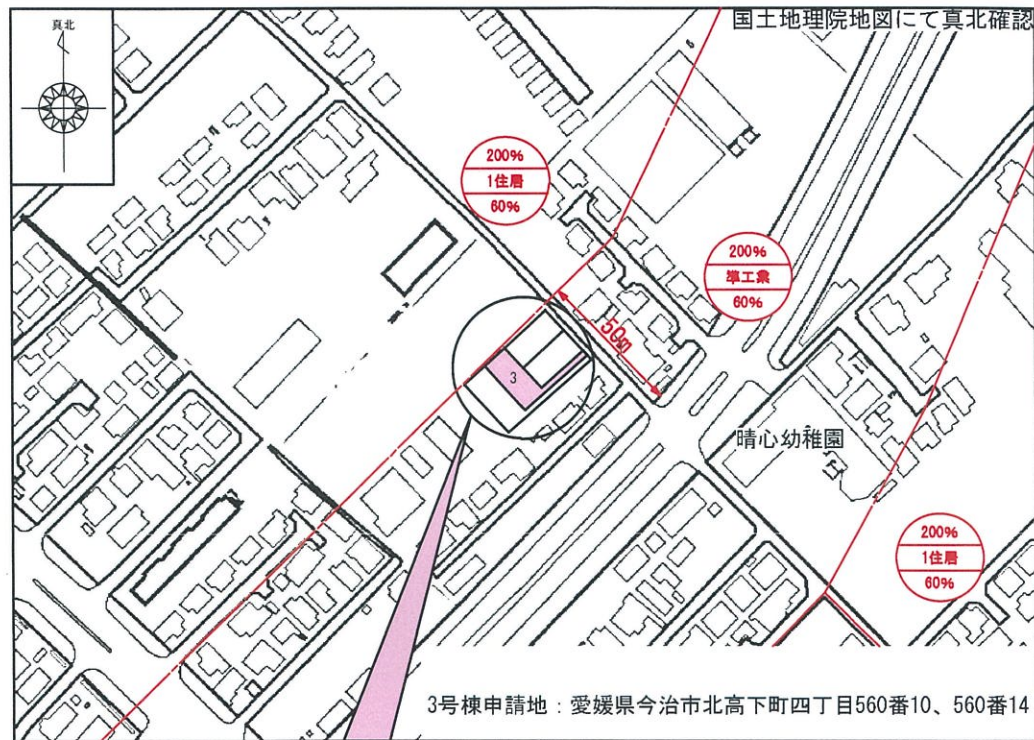 真北
国土地理院地図にて真北確認
200%
1住居
60%
200%
準工業
60%
50m
3
晴心幼稚園
200%
1住居
60%
3号棟申請地：愛媛県今治市北高下町四丁目560番10、560番14